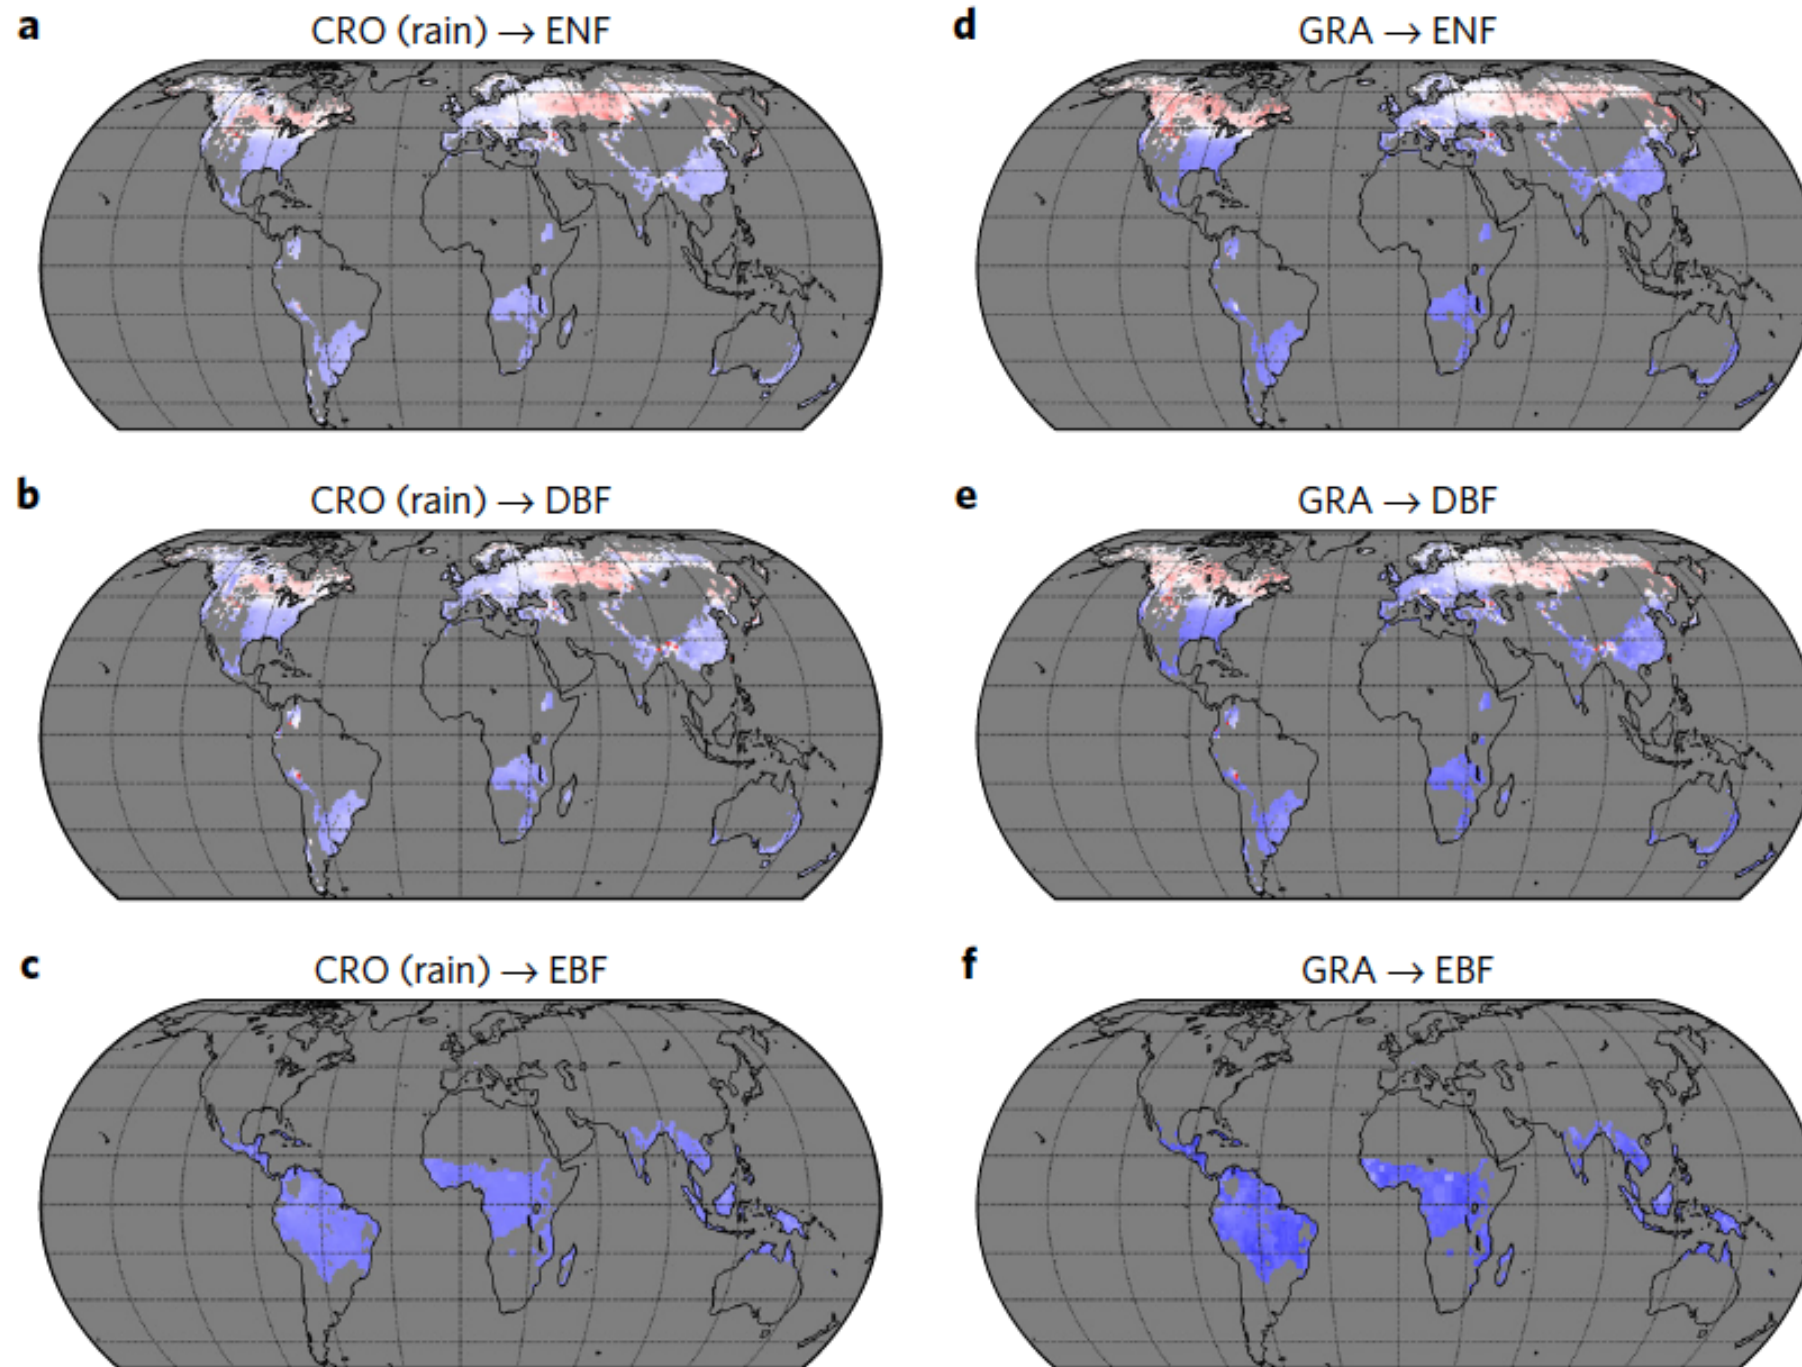 a CRO (rain) → ENF
d GRA → ENF
b CRO (rain) → DBF
e GRA → DBF
c CRO (rain) → EBF
f GRA → EBF